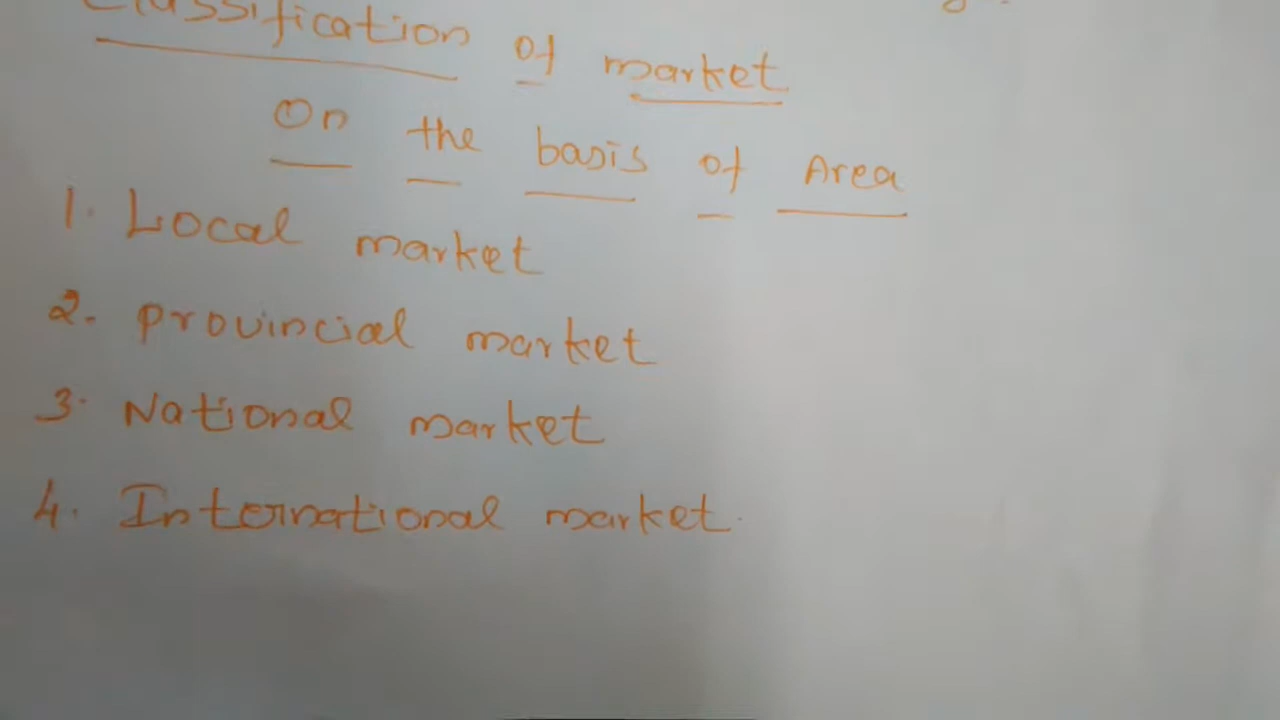 Classification of market
On the basis of Area
1. Local market
2. Provincial market
3. National market
4. International market.